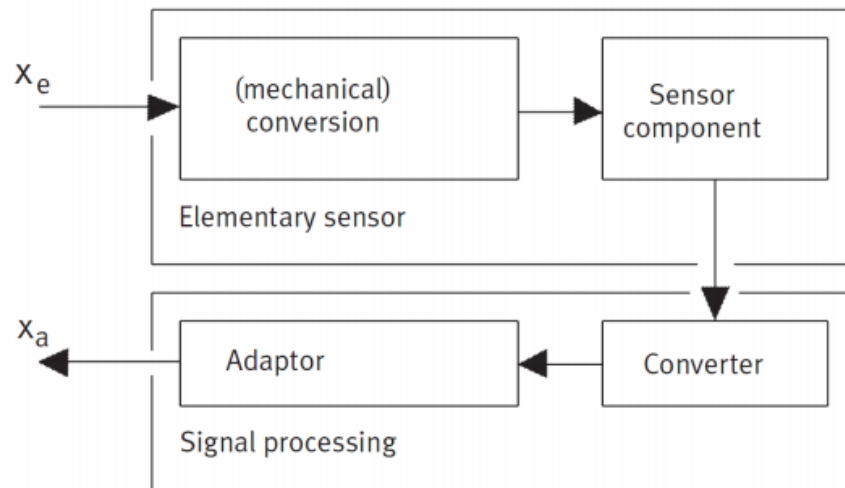 xe
(mechanical)
conversion
Sensor
component
Elementary sensor
xa
Adaptor
Converter
Signal processing